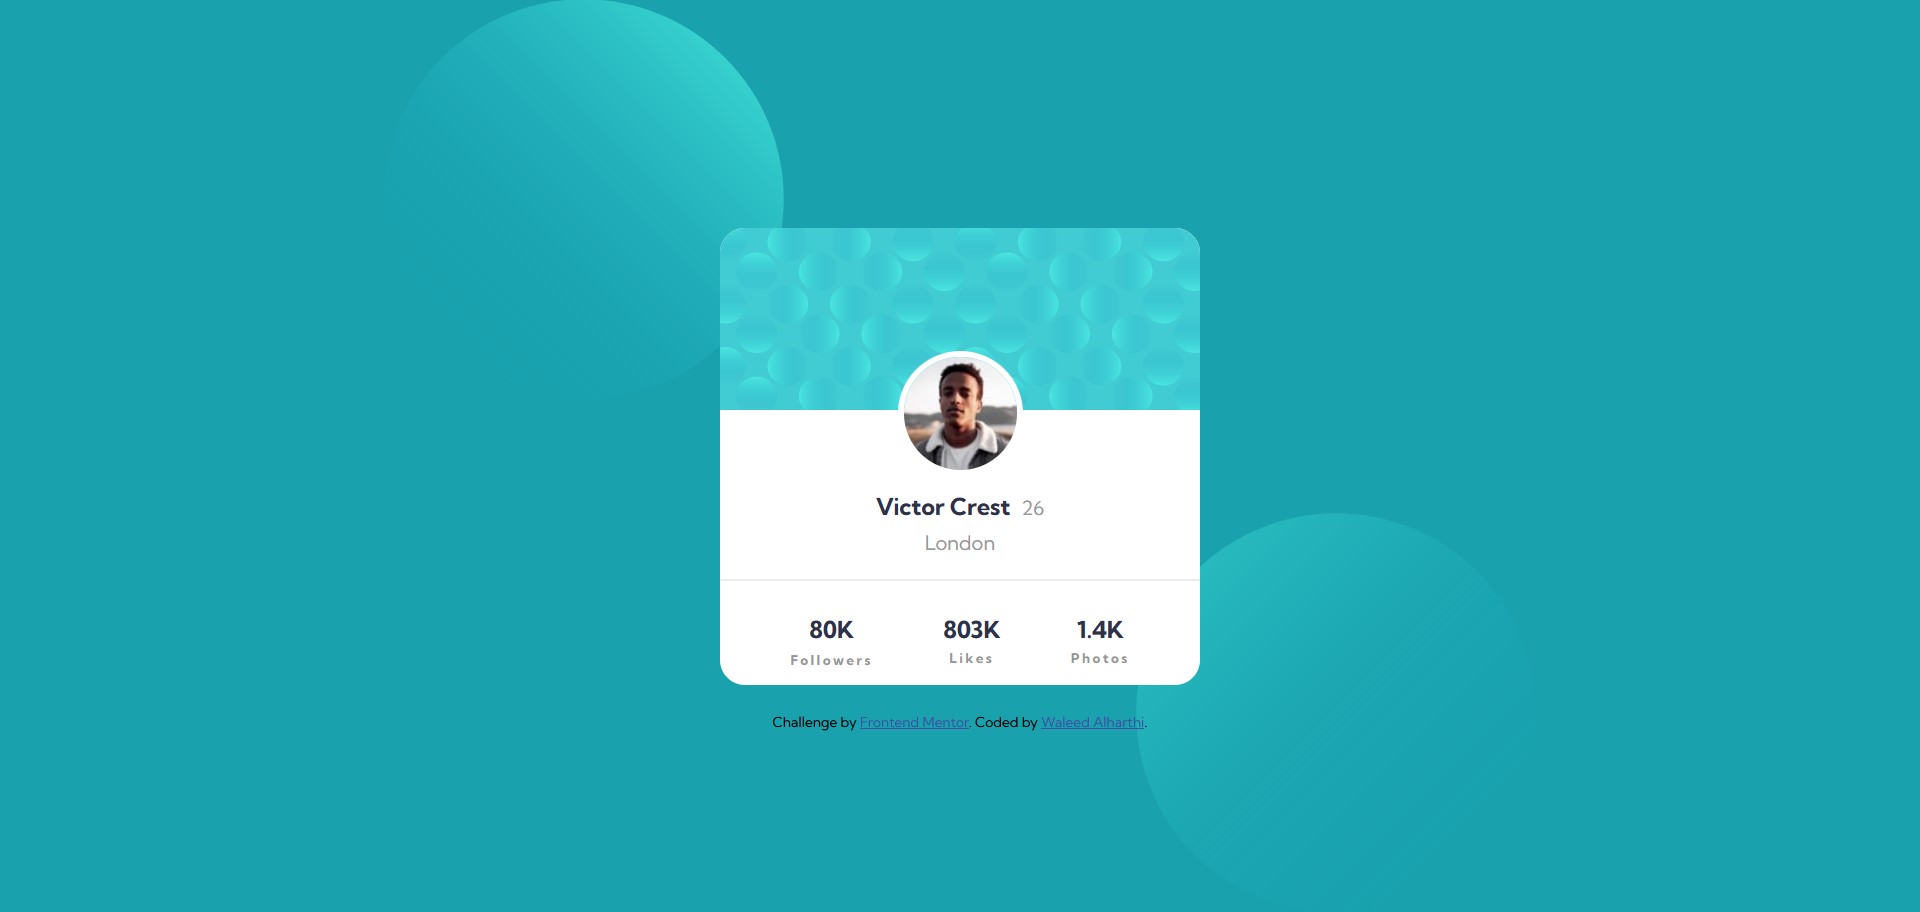 Victor Crest 26
London
80K 803K 1.4K
Followers Likes Photos
Challenge by Frontend Mentor. Coded by Waleed Alharthi.